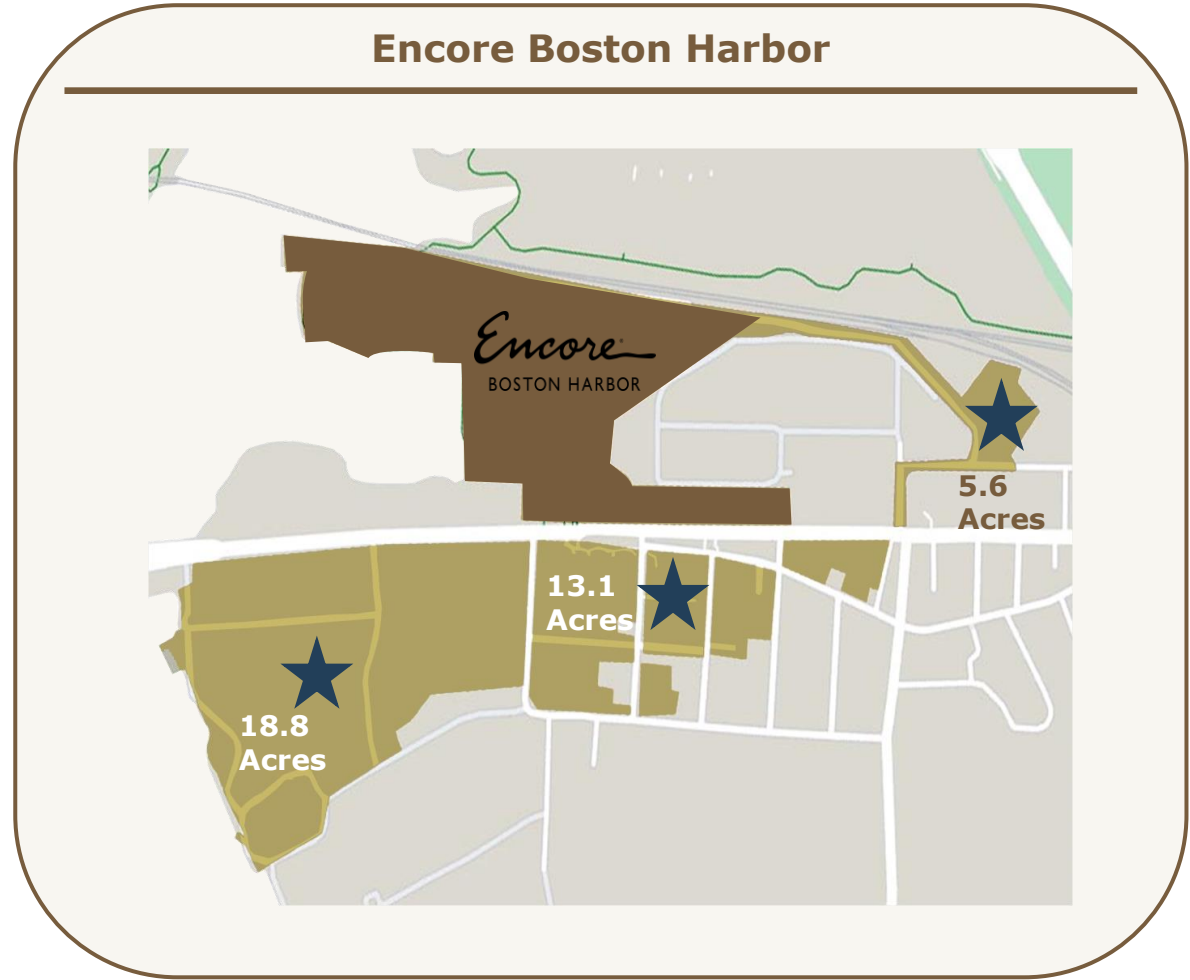 Encore Boston Harbor
Encore
BOSTON HARBOR
5.6
Acres
13.1
Acres
18.8
Acres